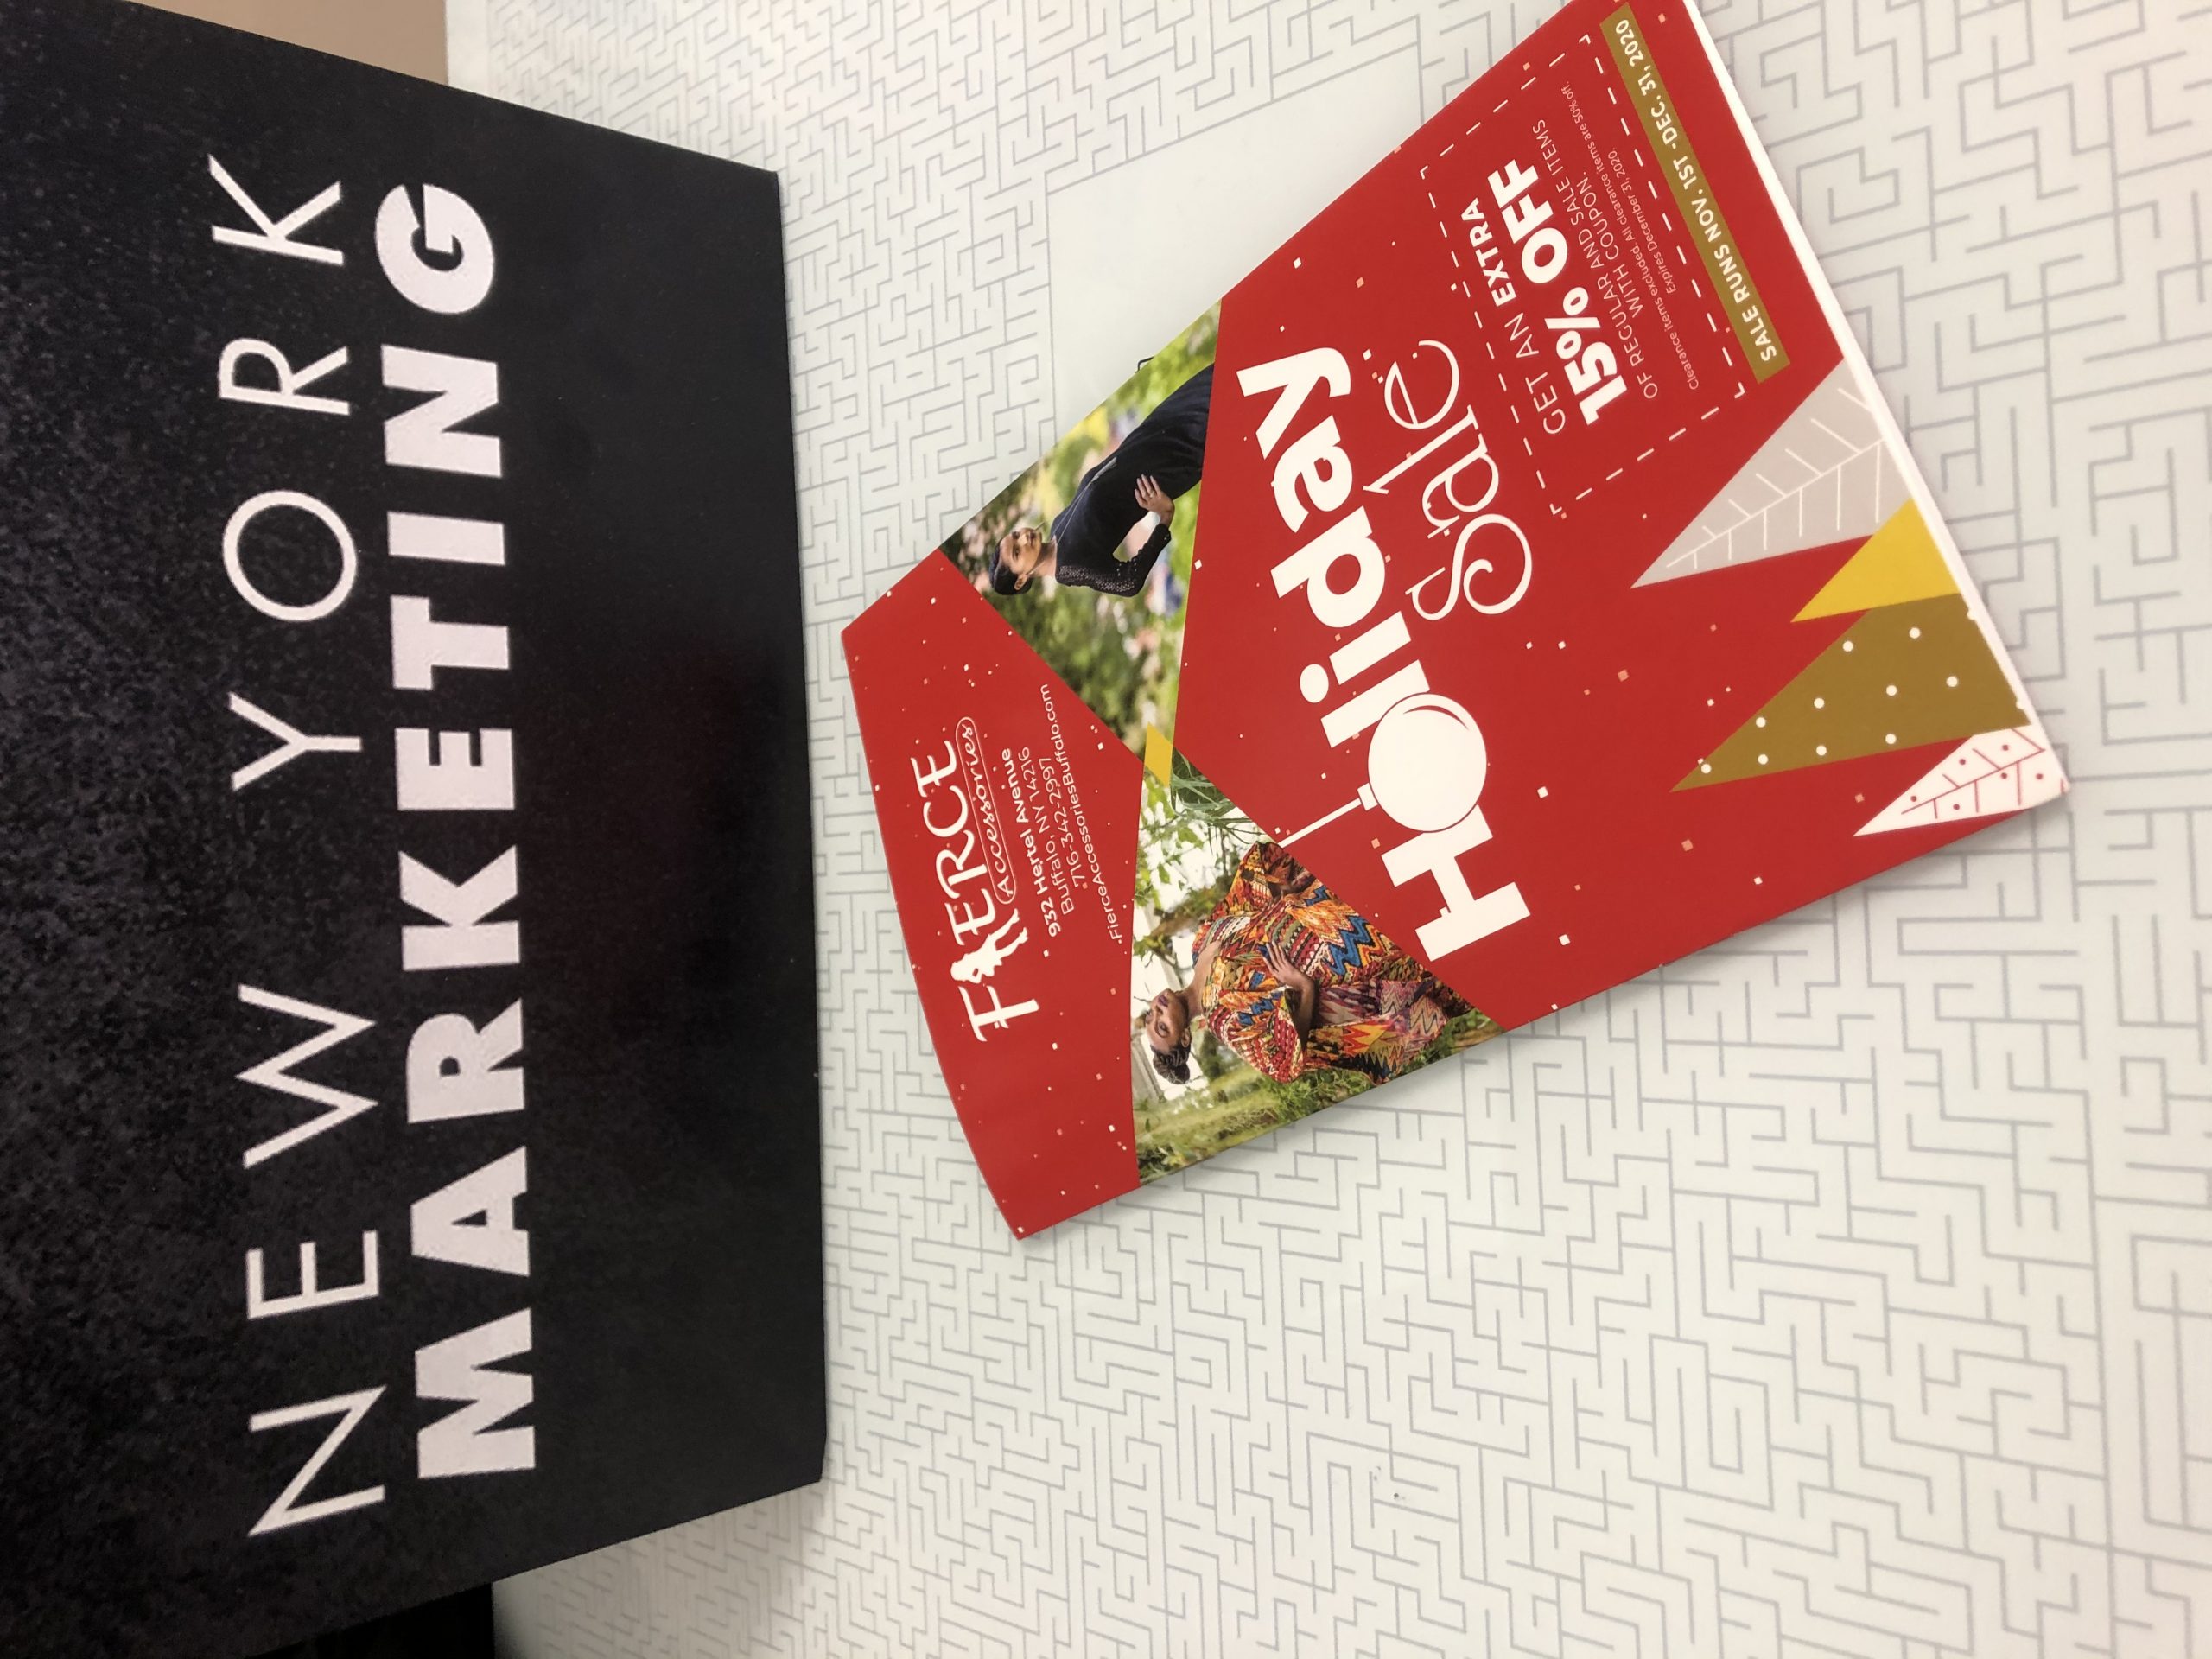 NEW YORK
MARKETING
FIERCE
Accessories
932 Hertel Avenue
Buffalo, NY 14216
716-342-2997
FierceAccessoriesBuffalo.com
Holiday
Sale
GET AN EXTRA
15% OFF
OF REGULAR AND SALE ITEMS
WITH COUPON.
Clearance items excluded. All clearance items are 50% off.
Expires December 31, 2020.
SALE RUNS NOV. 1ST - DEC. 31, 2020